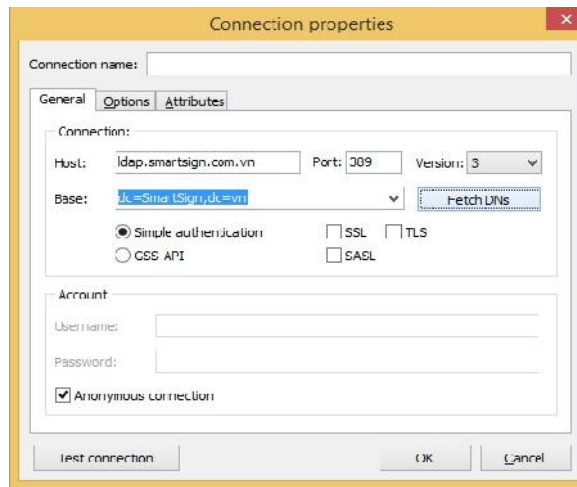 Connection properties
Connection name:
General Options Attributes
Connection:
Host: ldap.smartsign.com.vn Port: 389 Version: 3
Base: dc=SmartSign,dc=vn Fetch DNs
Simple authentication SSL TLS
GSS API SASL
Account
Username:
Password:
Anonymous connection
Test connection OK Cancel